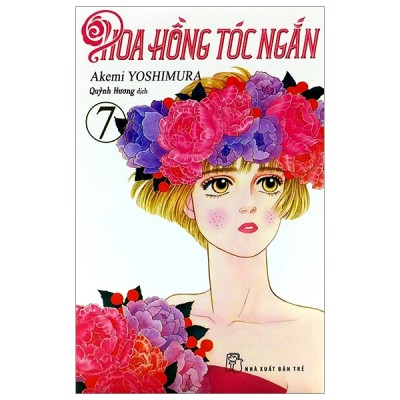 HOA HỒNG TÓC NGẮN
Akemi YOSHIMURA
Quỳnh Hương dịch
7
NHÀ XUẤT BẢN TRẺ